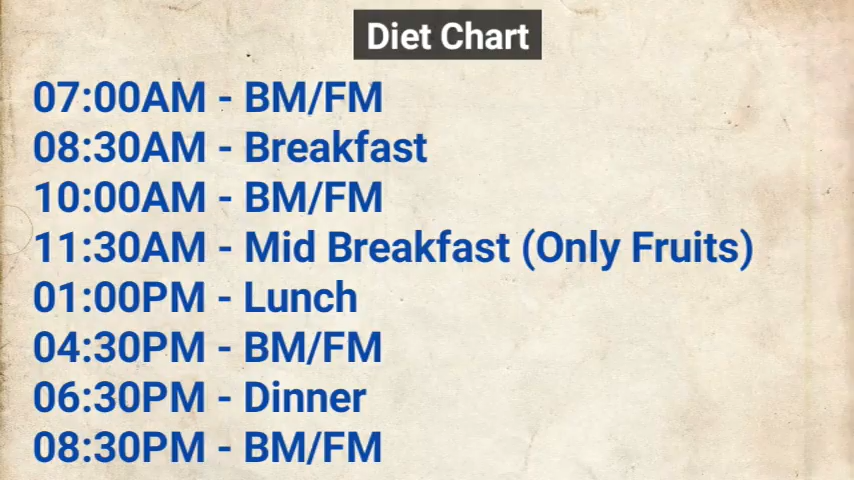 Diet Chart
07:00AM - BM/FM
08:30AM - Breakfast
10:00AM - BM/FM
11:30AM - Mid Breakfast (Only Fruits)
01:00PM - Lunch
04:30PM - BM/FM
06:30PM - Dinner
08:30PM - BM/FM